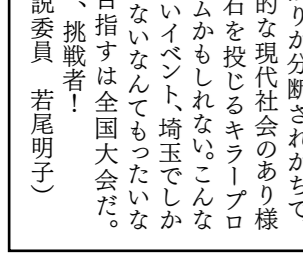 りが分断されがちで
的な現代社会のあり様
石を投じるキラープロ
ムかもしれない。こんな
いイベント、埼玉でしか
ないなんてもったいな
目指すは全国大会だ。
、挑戦者！
説委員　若尾明子）